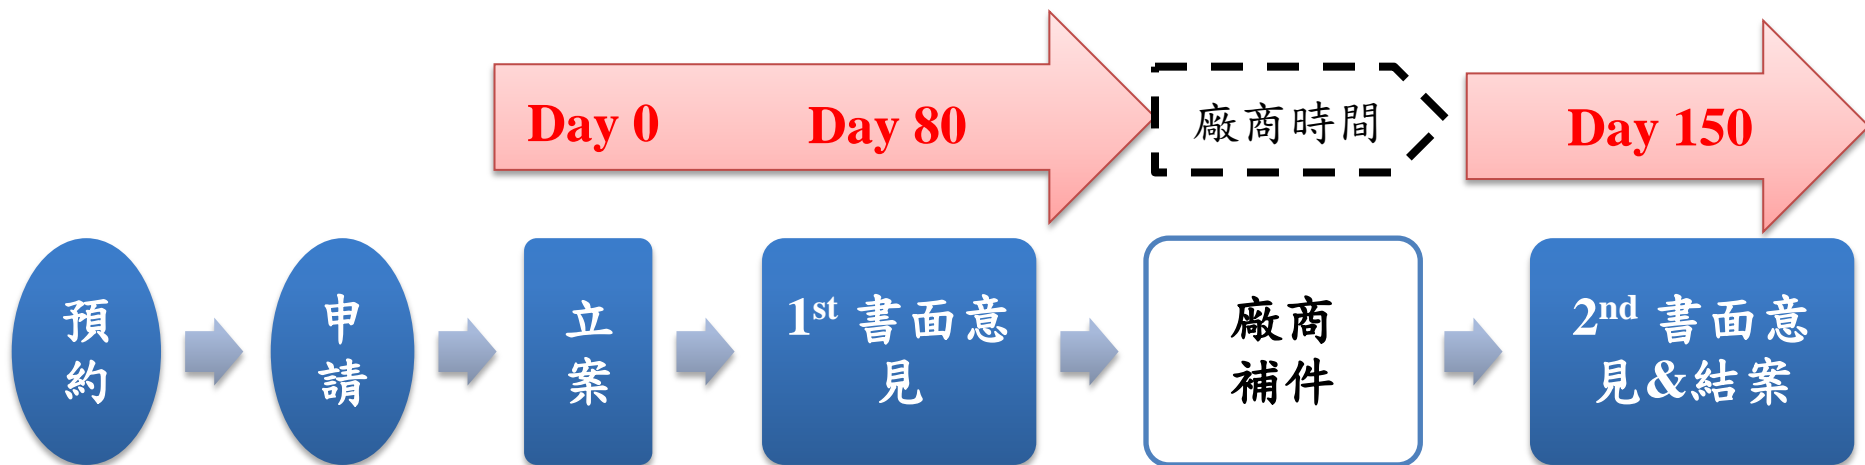 Day 0
Day 80
廠商時間
Day 150
預
約
申
請
立
案
1st 書面意
見
廠商
補件
2nd 書面意
見&結案